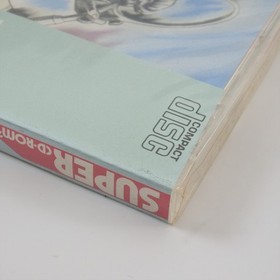 COMPACT
disc
SUPER
CD-ROM²